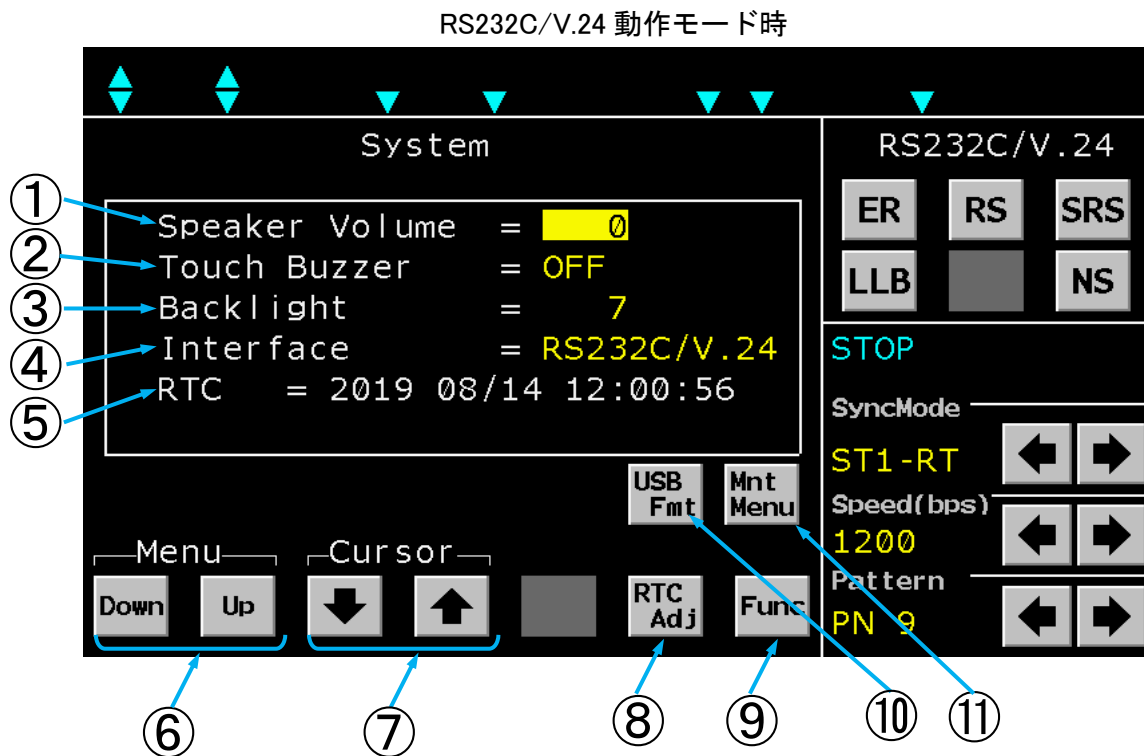 RS232C/V.24 動作モード時
System
RS232C/V.24
① Speaker Volume = 0
② Touch Buzzer = OFF
③ Backlight = 7
④ Interface = RS232C/V.24
⑤ RTC = 2019 08/14 12:00:56
ER RS SRS
LLB NS
STOP
SyncMode
ST1-RT
Speed(bps)
1200
Pattern
PN 9
USB Fmt
Mnt Menu
Menu
Cursor
Down Up
RTC Adj
Func
⑥ ⑦ ⑧ ⑨ ⑩ ⑪